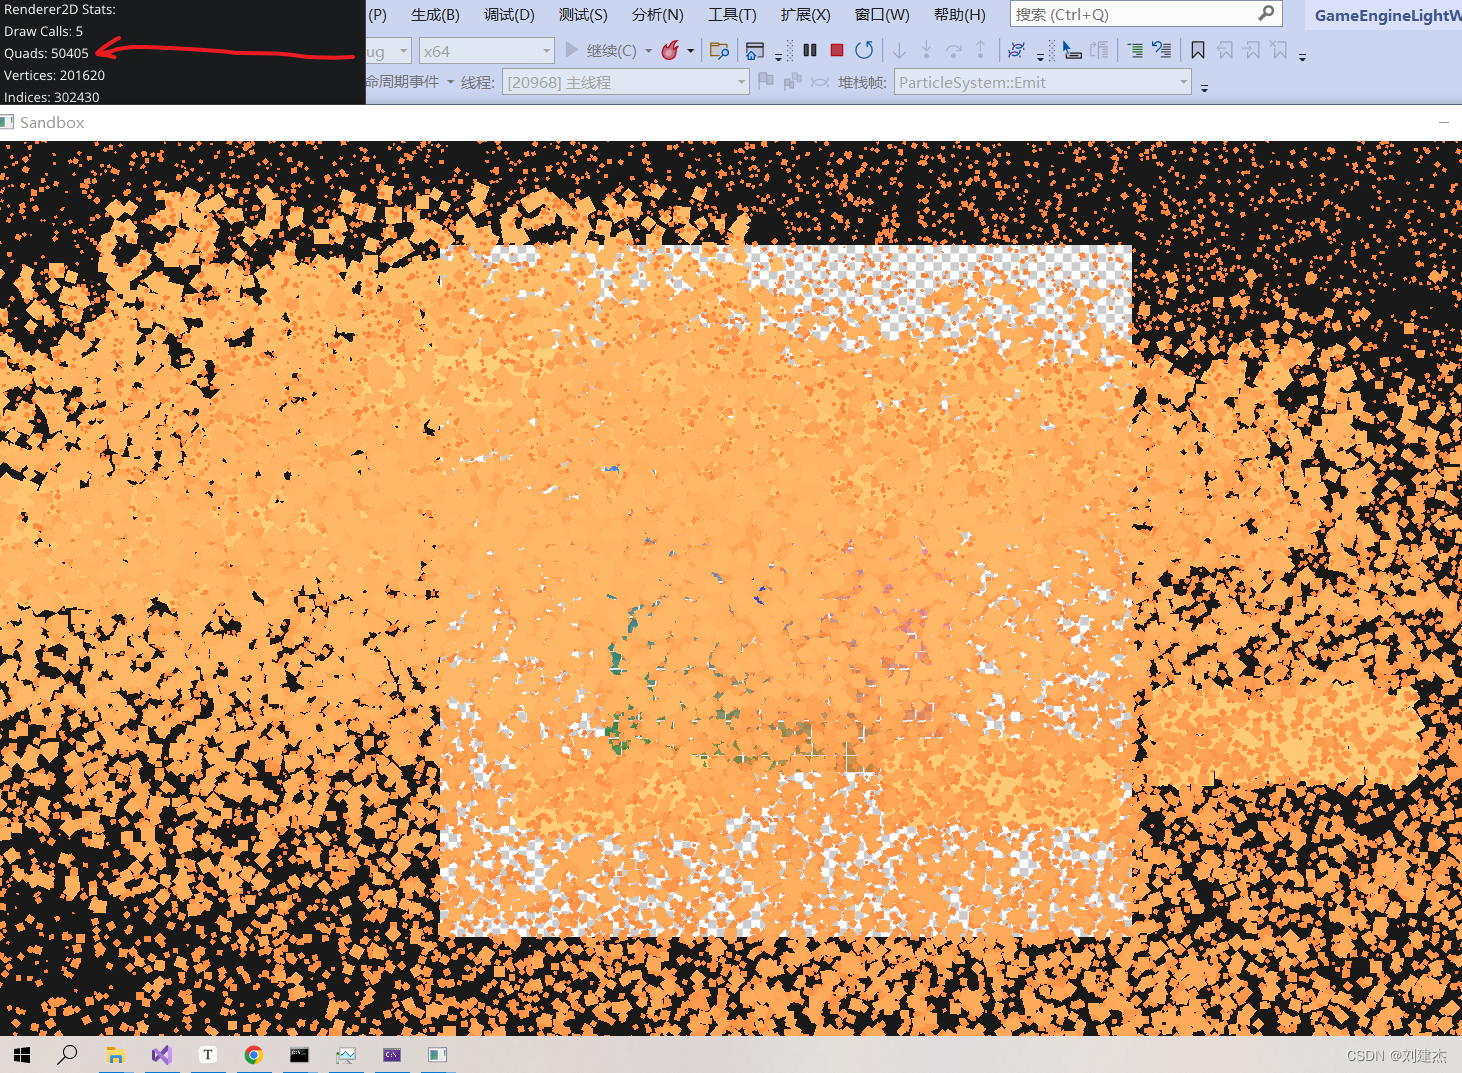 Renderer2D Stats:
Draw Calls: 5
Quads: 50405
Vertices: 201620
Indices: 302430
(P) 生成(B) 调试(D) 测试(S) 分析(N) 工具(T) 扩展(X) 窗口(W) 帮助(H) 搜索 (Ctrl+Q) GameEngineLightW
ug x64 继续(C)
命周期事件 线程: [20968] 主线程 堆栈帧: ParticleSystem::Emit
Sandbox
CSDN @刘建杰